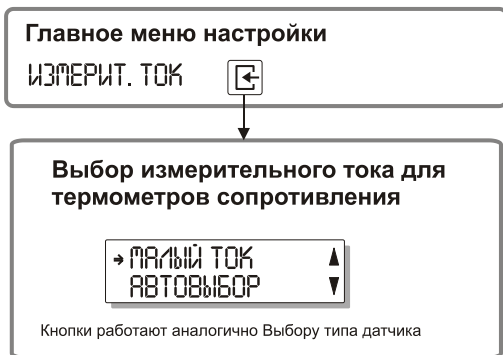 Главное меню настройки
ИЗМЕРИТ. ТОК
Выбор измерительного тока для
термометров сопротивления
МАЛЫЙ ТОК
АВТОВЫБОР
Кнопки работают аналогично Выбору типа датчика